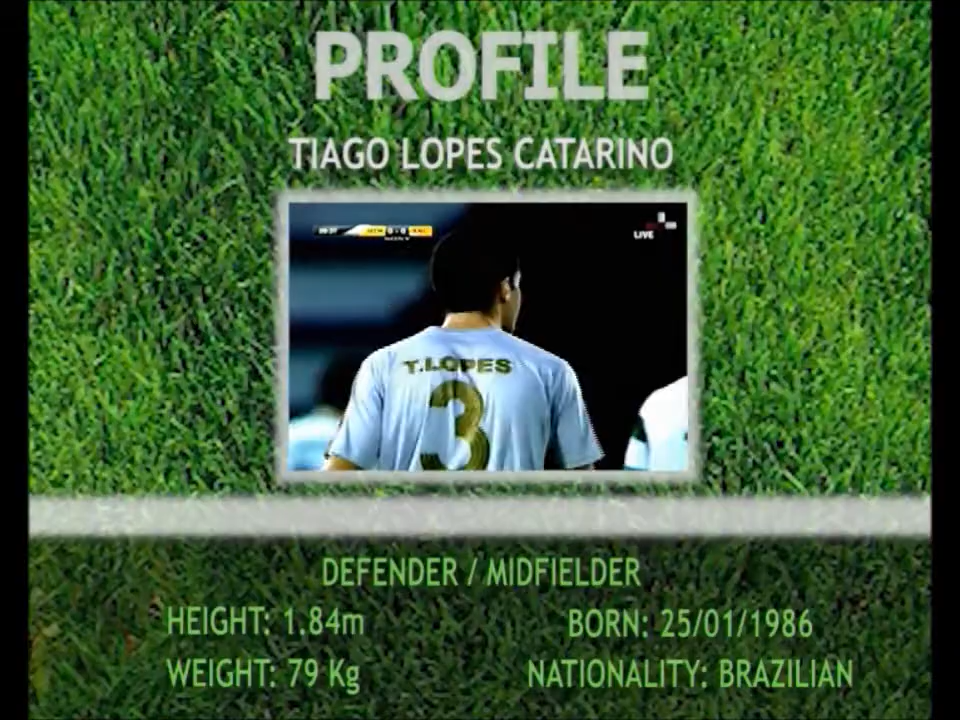 PROFILE
TIAGO LOPES CATARINO
LIVE
T.LOPES
3
DEFENDER / MIDFIELDER
HEIGHT: 1.84m
BORN: 25/01/1986
WEIGHT: 79 Kg
NATIONALITY: BRAZILIAN